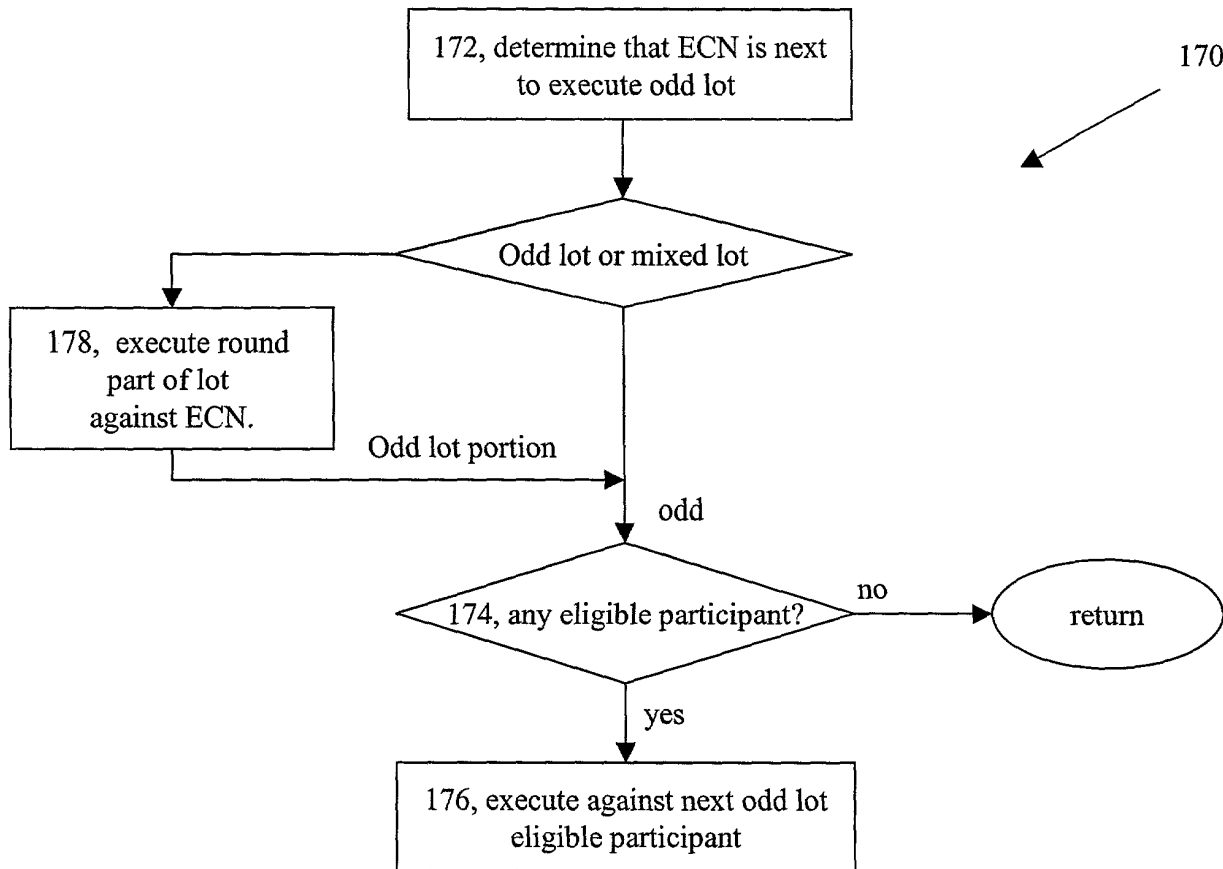 172, determine that ECN is next
to execute odd lot
170
Odd lot or mixed lot
178, execute round
part of lot
against ECN.
Odd lot portion
odd
174, any eligible participant?
no
return
yes
176, execute against next odd lot
eligible participant